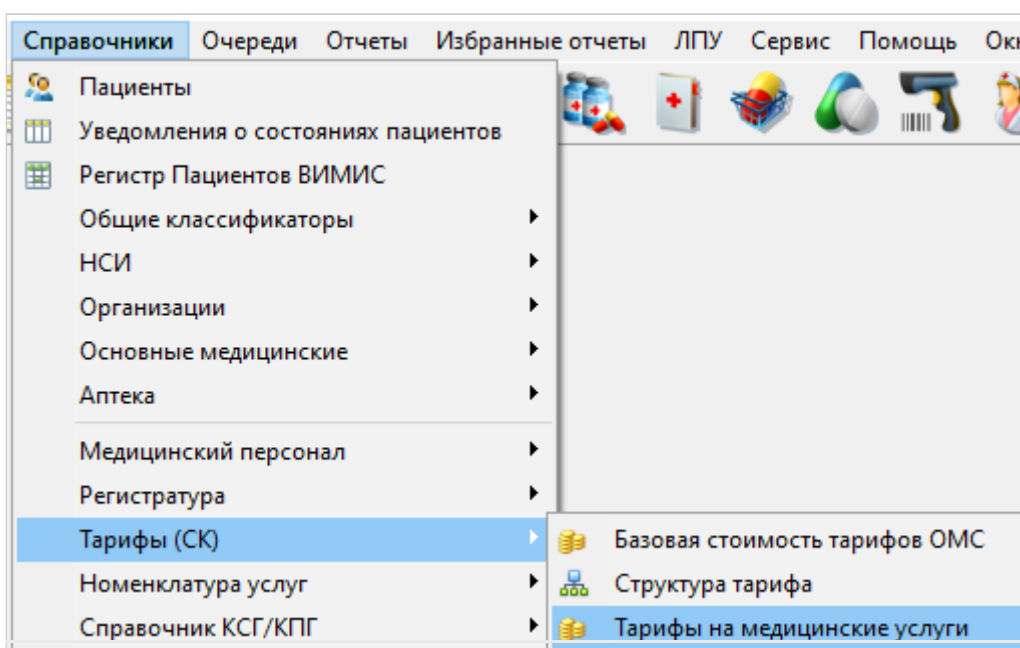 Справочники Очереди Отчеты Избранные отчеты ЛПУ Сервис Помощь
Пациенты
Уведомления о состояниях пациентов
Регистр Пациентов ВИМИС
Общие классификаторы
НСИ
Организации
Основные медицинские
Аптека
Медицинский персонал
Регистратура
Тарифы (СК)
Базовая стоимость тарифов ОМС
Номенклатура услуг
Структура тарифа
Справочник КСГ/КПГ
Тарифы на медицинские услуги